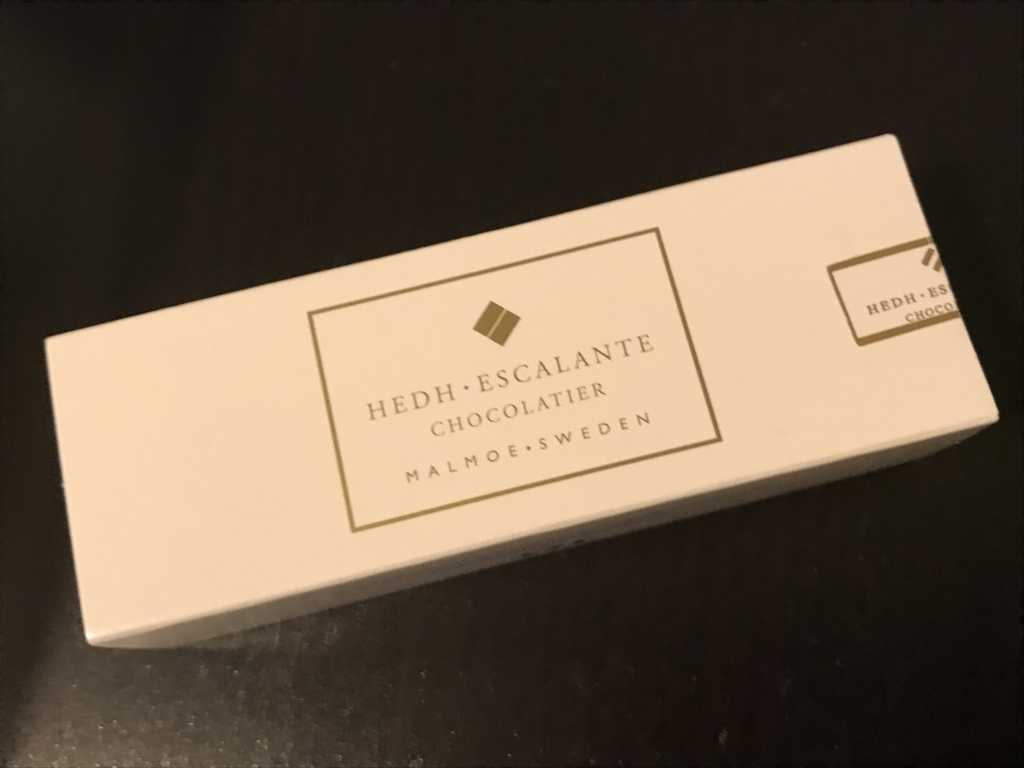 HEDH·ESCALANTE
CHOCOLATIER
MALMOE·SWEDEN
HEDH·ES
CHOCO